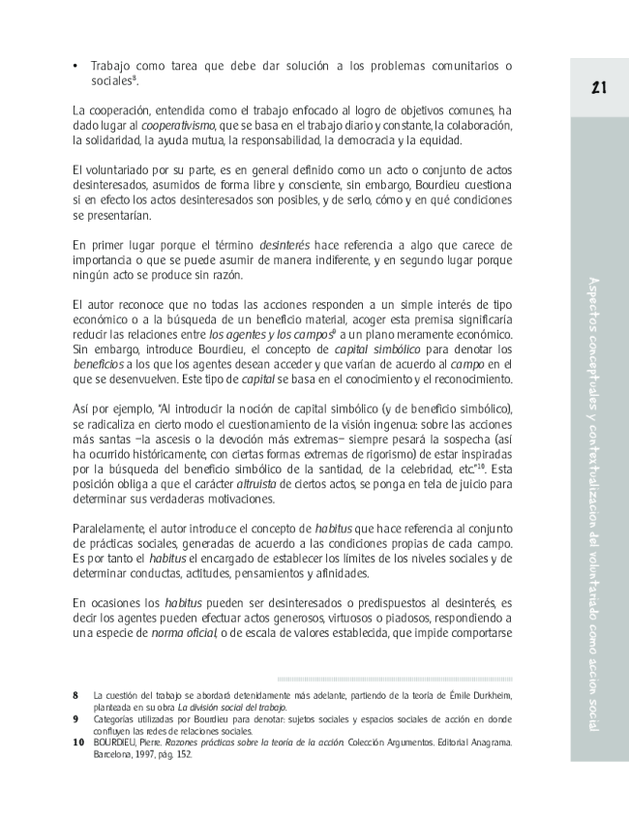 • Trabajo como tarea que debe dar solución a los problemas comunitarios o
sociales⁸.
La cooperación, entendida como el trabajo enfocado al logro de objetivos comunes, ha
dado lugar al cooperativismo, que se basa en el trabajo diario y constante, la colaboración,
la solidaridad, la ayuda mutua, la responsabilidad, la democracia y la equidad.
El voluntariado por su parte, es en general definido como un acto o conjunto de actos
desinteresados, asumidos de forma libre y consciente, sin embargo, Bourdieu cuestiona
si en efecto los actos desinteresados son posibles, y de serlo, cómo y en qué condiciones
se presentarían.
En primer lugar porque el término desinterés hace referencia a algo que carece de
importancia o que se puede asumir de manera indiferente, y en segundo lugar porque
ningún acto se produce sin razón.
El autor reconoce que no todas las acciones responden a un simple interés de tipo
económico o a la búsqueda de un beneficio material, acoger esta premisa significaría
reducir las relaciones entre los agentes y los campos⁹ a un plano meramente económico.
Sin embargo, introduce Bourdieu, el concepto de capital simbólico para denotar los
beneficios a los que los agentes desean acceder y que varían de acuerdo al campo en el
que se desenvuelven. Este tipo de capital se basa en el conocimiento y el reconocimiento.
Así por ejemplo, "Al introducir la noción de capital simbólico (y de beneficio simbólico),
se radicaliza en cierto modo el cuestionamiento de la visión ingenua: sobre las acciones
más santas –la ascesis o la devoción más extremas– siempre pesará la sospecha (así
ha ocurrido históricamente, con ciertas formas extremas de rigorismo) de estar inspiradas
por la búsqueda del beneficio simbólico de la santidad, de la celebridad, etc."¹⁰. Esta
posición obliga a que el carácter altruista de ciertos actos, se ponga en tela de juicio para
determinar sus verdaderas motivaciones.
Paralelamente, el autor introduce el concepto de habitus que hace referencia al conjunto
de prácticas sociales, generadas de acuerdo a las condiciones propias de cada campo.
Es por tanto el habitus el encargado de establecer los límites de los niveles sociales y de
determinar conductas, actitudes, pensamientos y afinidades.
En ocasiones los habitus pueden ser desinteresados o predispuestos al desinterés, es
decir los agentes pueden efectuar actos generosos, virtuosos o piadosos, respondiendo a
una especie de norma oficial, o de escala de valores establecida, que impide comportarse
8 La cuestión del trabajo se abordará detenidamente más adelante, partiendo de la teoría de Émile Durkheim,
planteada en su obra La división social del trabajo.
9 Categorías utilizadas por Bourdieu para denotar: sujetos sociales y espacios sociales de acción en donde
confluyen las redes de relaciones sociales.
10 BOURDIEU, Pierre. Razones prácticas sobre la teoría de la acción. Colección Argumentos. Editorial Anagrama.
Barcelona, 1997, pág. 152.
21
Aspectos conceptuales y contextualización del voluntariado como acción social